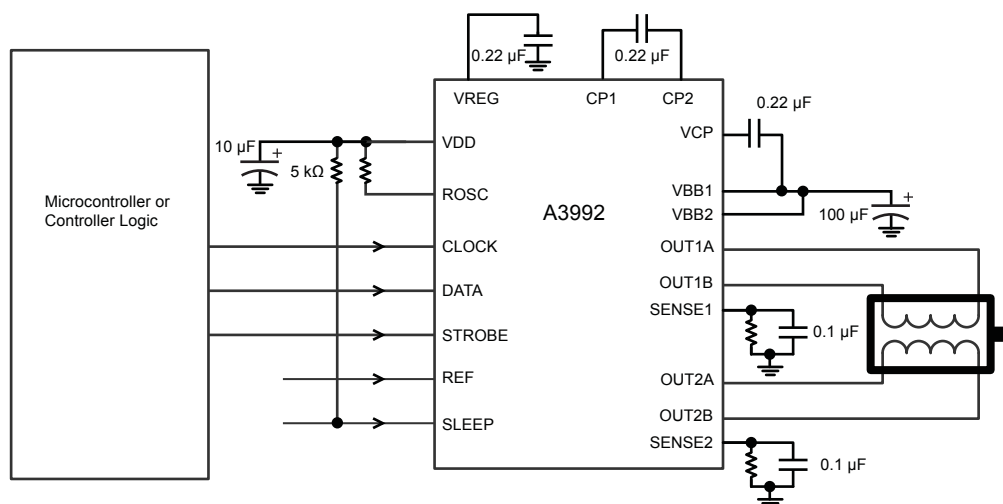 0.22 µF
0.22 µF
VREG
CP1
CP2
0.22 µF
VCP
10 µF
+
VDD
5 kΩ
ROSC
Microcontroller or
Controller Logic
A3992
VBB1
VBB2
+
100 µF
CLOCK
OUT1A
DATA
OUT1B
SENSE1
0.1 µF
STROBE
REF
OUT2A
SLEEP
OUT2B
SENSE2
0.1 µF